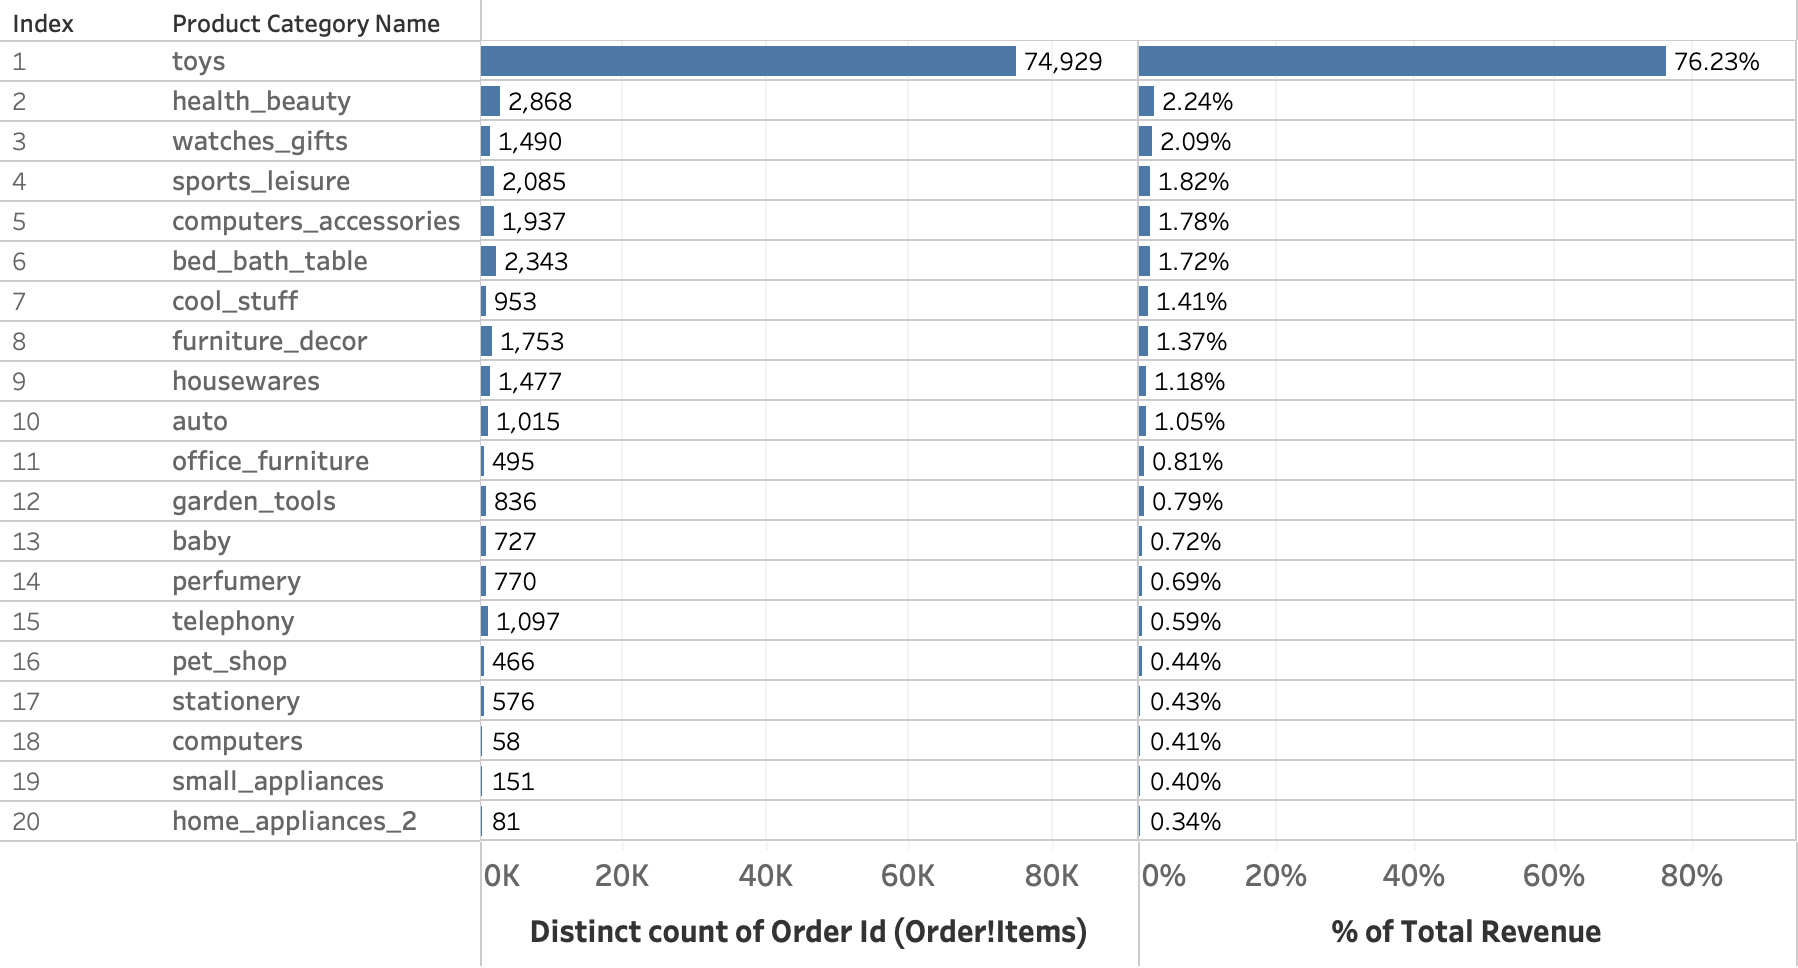 Index Product Category Name
1 toys 74,929 76.23%
2 health_beauty 2,868 2.24%
3 watches_gifts 1,490 2.09%
4 sports_leisure 2,085 1.82%
5 computers_accessories 1,937 1.78%
6 bed_bath_table 2,343 1.72%
7 cool_stuff 953 1.41%
8 furniture_decor 1,753 1.37%
9 housewares 1,477 1.18%
10 auto 1,015 1.05%
11 office_furniture 495 0.81%
12 garden_tools 836 0.79%
13 baby 727 0.72%
14 perfumery 770 0.69%
15 telephony 1,097 0.59%
16 pet_shop 466 0.44%
17 stationery 576 0.43%
18 computers 58 0.41%
19 small_appliances 151 0.40%
20 home_appliances_2 81 0.34%
0K 20K 40K 60K 80K 0% 20% 40% 60% 80%
Distinct count of Order Id (Order!Items) % of Total Revenue